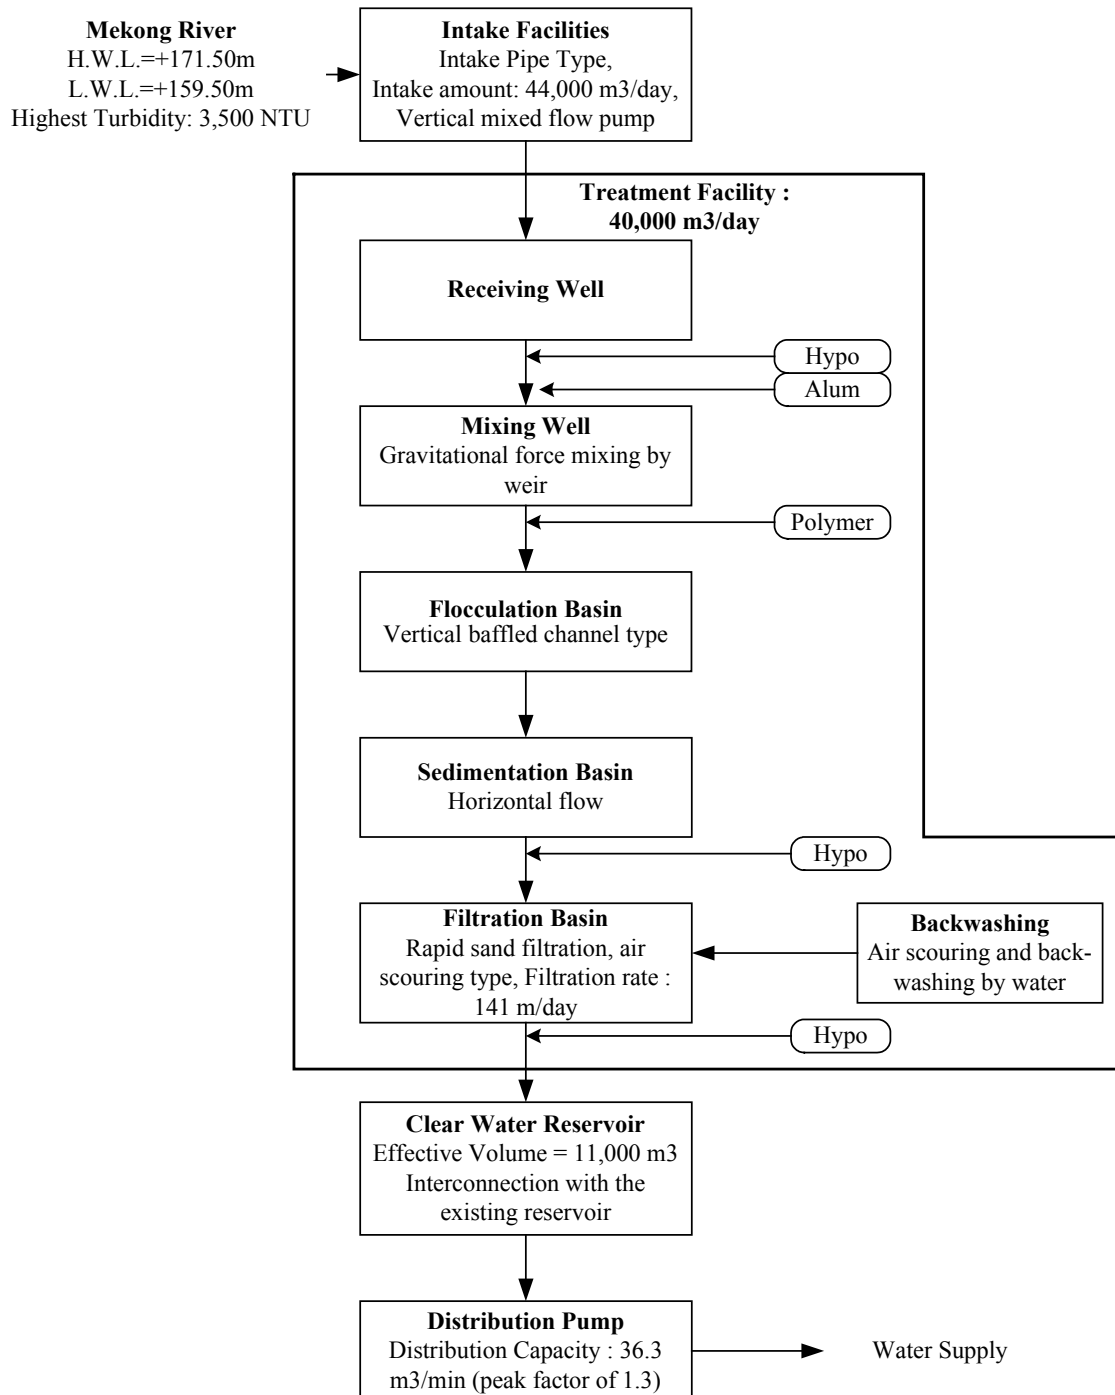 Mekong River
H.W.L.=+171.50m
L.W.L.=+159.50m
Highest Turbidity: 3,500 NTU
Intake Facilities
Intake Pipe Type,
Intake amount: 44,000 m3/day,
Vertical mixed flow pump
Treatment Facility :
40,000 m3/day
Receiving Well
Hypo
Alum
Mixing Well
Gravitational force mixing by
weir
Polymer
Flocculation Basin
Vertical baffled channel type
Sedimentation Basin
Horizontal flow
Hypo
Filtration Basin
Rapid sand filtration, air
scouring type, Filtration rate :
141 m/day
Backwashing
Air scouring and back-
washing by water
Hypo
Clear Water Reservoir
Effective Volume = 11,000 m3
Interconnection with the
existing reservoir
Distribution Pump
Distribution Capacity : 36.3
m3/min (peak factor of 1.3)
Water Supply